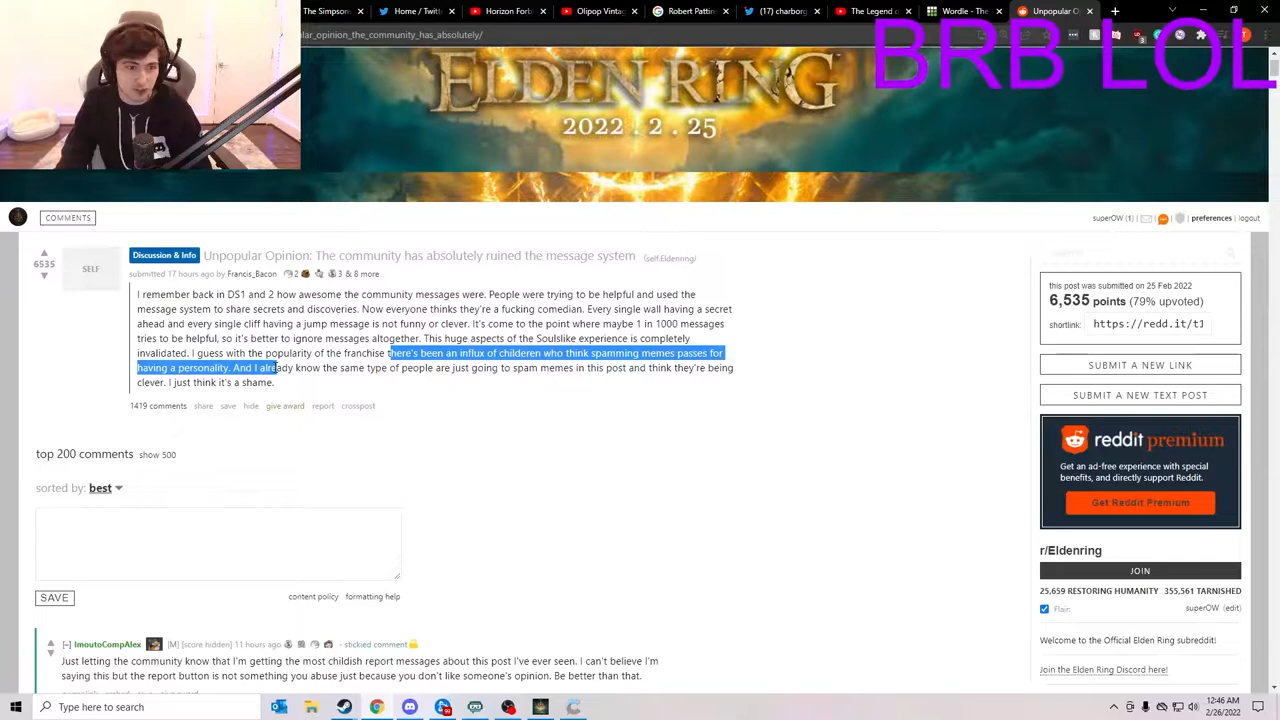 The Simpsons
Home / Twitte
Horizon Forb
Olipop Vintag
Robert Pattins
(7) charborg
The Legend o
Wordle - The
Unpopular O
lar_opinion_the_community_has_absolutely/
BRB LOL
ELDEN RING
2022 . 2 . 25
COMMENTS
superOW (1) | | | | preferences | logout
6535
SELF
Discussion & Info Unpopular Opinion: The community has absolutely ruined the message system (self.Eldenring)
submitted 17 hours ago by Francis_Bacon 2 3 & 8 more
I remember back in DS1 and 2 how awesome the community messages were. People were trying to be helpful and used the
message system to share secrets and discoveries. Now everyone thinks they're a fucking comedian. Every single wall having a secret
ahead and every single cliff having a jump message is not funny or clever. It's come to the point where maybe 1 in 1000 messages
tries to be helpful, so it's better to ignore messages altogether. This huge aspects of the Soulslike experience is completely
invalidated. I guess with the popularity of the franchise there's been an influx of childeren who think spamming memes passes for
having a personality. And I already know the same type of people are just going to spam memes in this post and think they're being
clever. I just think it's a shame.
1419 comments share save hide give award report crosspost
top 200 comments show 500
sorted by: best
SAVE
content policy formatting help
[-] ImoutoCompAlex [M] [score hidden] 11 hours ago - stickied comment
Just letting the community know that I'm getting the most childish report messages about this post I've ever seen. I can't believe I'm
saying this but the report button is not something you abuse just because you don't like someone's opinion. Be better than that.
this post was submitted on 25 Feb 2022
6,535 points (79% upvoted)
shortlink: https://redd.it/t1
SUBMIT A NEW LINK
SUBMIT A NEW TEXT POST
reddit premium
Get an ad-free experience with special
benefits, and directly support Reddit.
Get Reddit Premium
r/Eldenring
JOIN
25,659 RESTORING HUMANITY 355,561 TARNISHED
Flair: superOW (edit)
Welcome to the Official Elden Ring subreddit!
Join the Elden Ring Discord here!
Type here to search
99
12:46 AM
2/26/2022